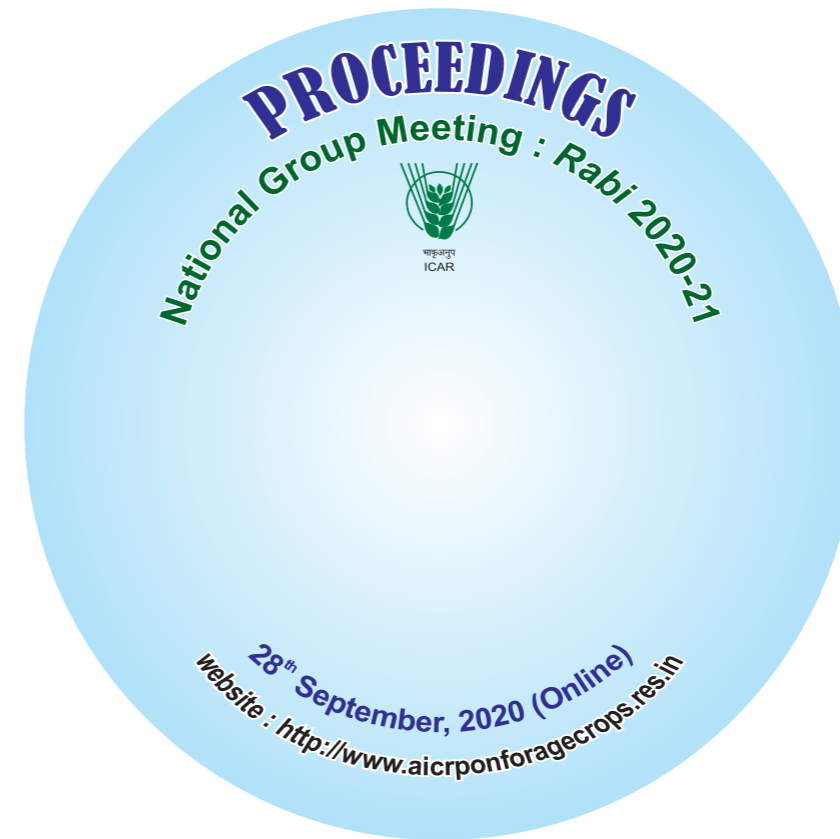 PROCEEDINGS
National Group Meeting : Rabi 2020-21
भाकृअनुप
ICAR
28th September, 2020 (Online)
website : http://www.aicrponforagecrops.res.in